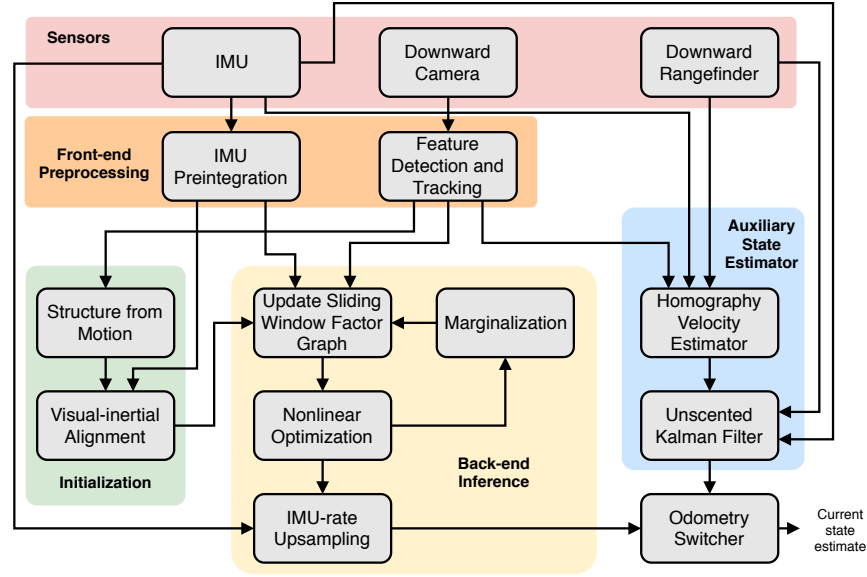 Sensors
IMU
Downward
Camera
Downward
Rangefinder
Front-end
Preprocessing
IMU
Preintegration
Feature
Detection and
Tracking
Auxiliary
State
Estimator
Structure from
Motion
Update Sliding
Window Factor
Graph
Marginalization
Homography
Velocity
Estimator
Visual-inertial
Alignment
Nonlinear
Optimization
Unscented
Kalman Filter
Initialization
Back-end
Inference
IMU-rate
Upsampling
Odometry
Switcher
Current
state
estimate